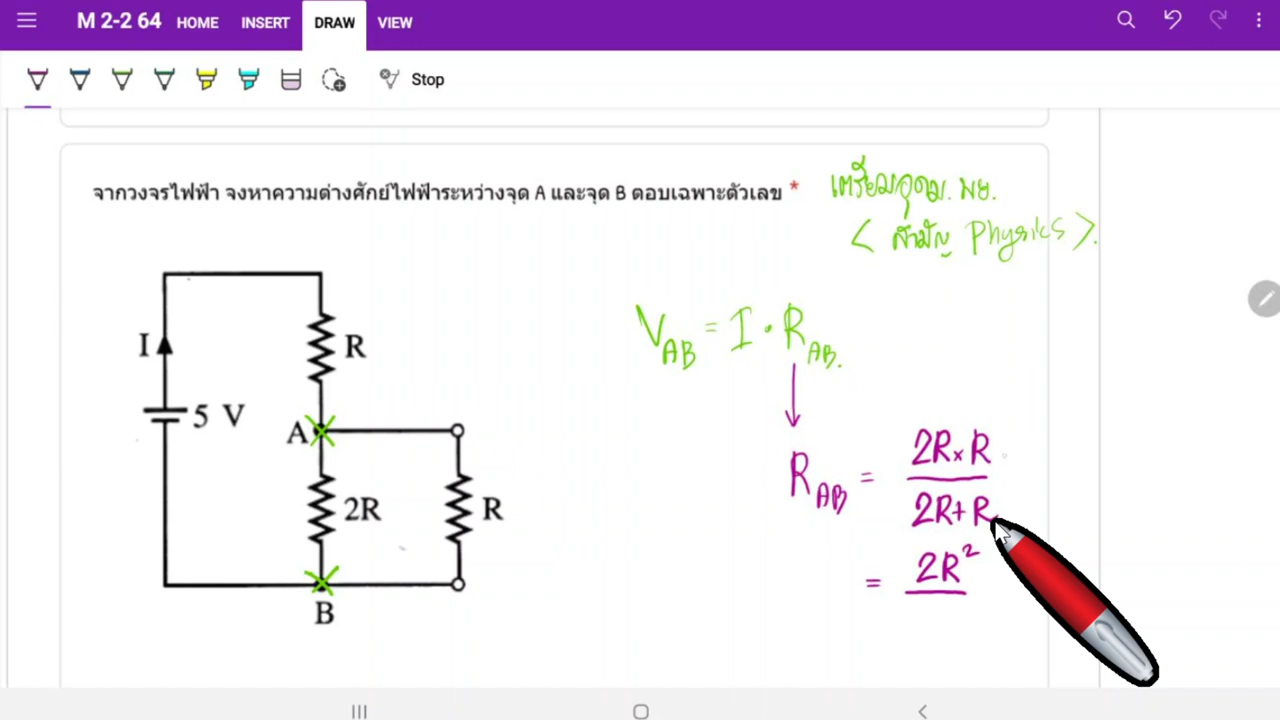 M 2-2 64 HOME INSERT DRAW VIEW
Stop
จากวงจรไฟฟ้า จงหาความต่างศักย์ไฟฟ้าระหว่างจุด A และจุด B ตอบเฉพาะตัวเลข *
เตรียมอุดม. พย.
< สามัญ Physics >.
I
R
5 V
A
2R
R
B
V_AB = I · R_AB.
R_AB = 2R×R / 2R+R
= 2R²